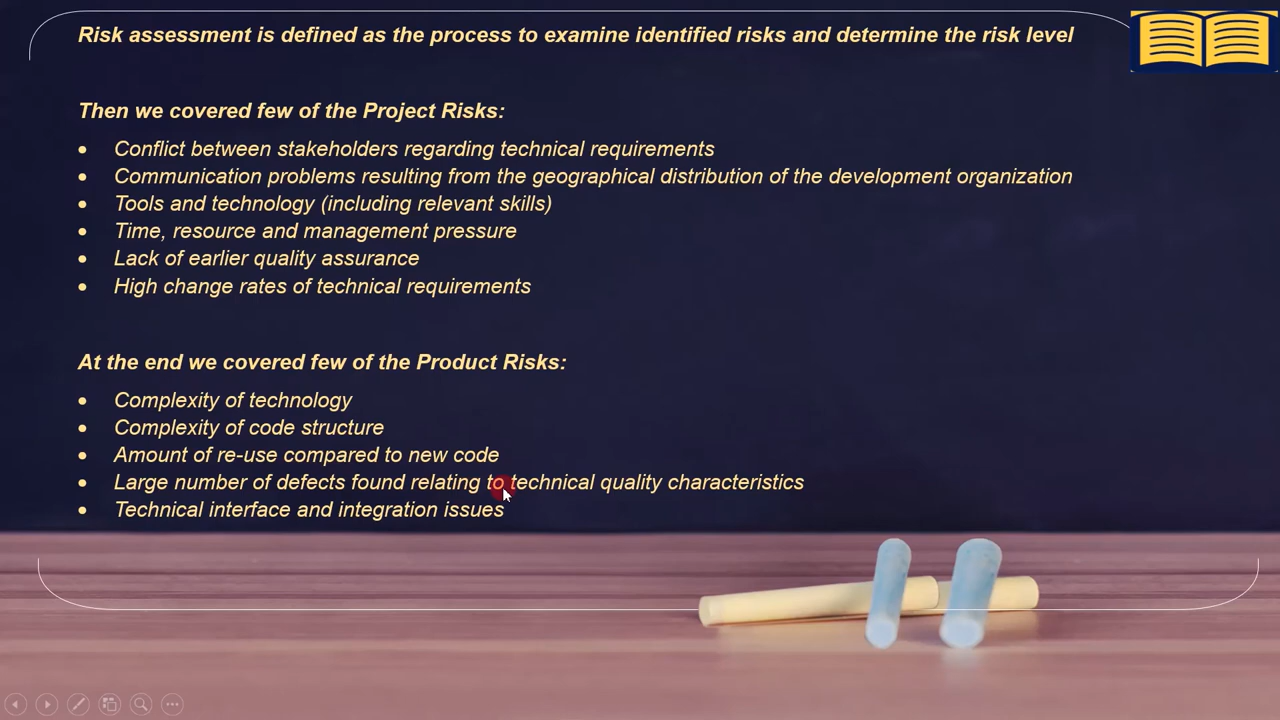 Risk assessment is defined as the process to examine identified risks and determine the risk level
Then we covered few of the Project Risks:
• Conflict between stakeholders regarding technical requirements
• Communication problems resulting from the geographical distribution of the development organization
• Tools and technology (including relevant skills)
• Time, resource and management pressure
• Lack of earlier quality assurance
• High change rates of technical requirements
At the end we covered few of the Product Risks:
• Complexity of technology
• Complexity of code structure
• Amount of re-use compared to new code
• Large number of defects found relating to technical quality characteristics
• Technical interface and integration issues